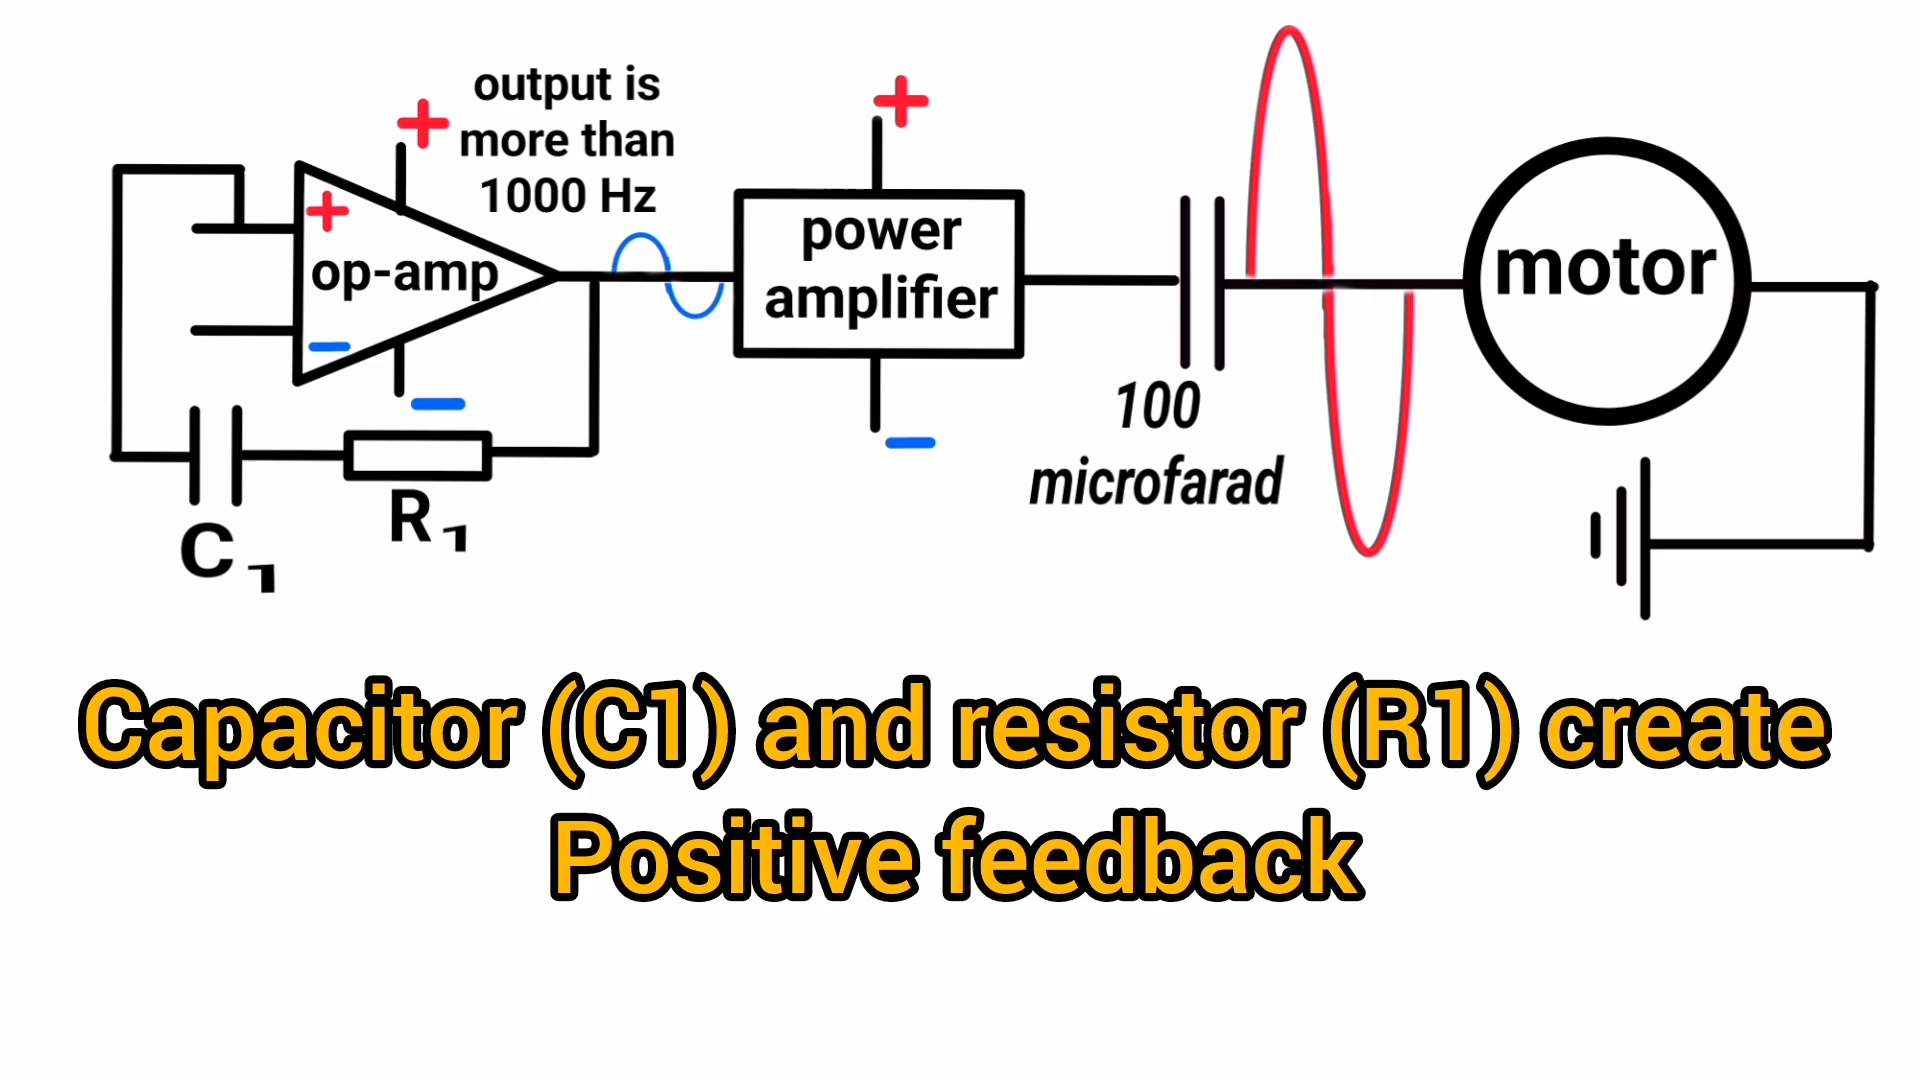 output is
more than
1000 Hz
+
+
+
op-amp
−
−
power
amplifier
−
motor
100
microfarad
C1
R1
Capacitor (C1) and resistor (R1) create
Positive feedback